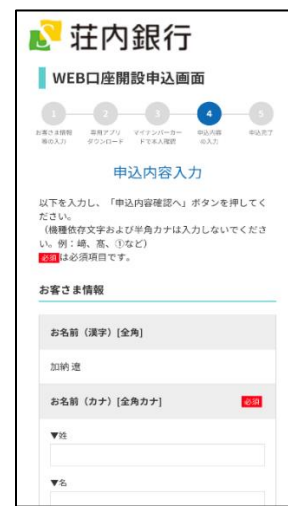 荘内銀行
WEB口座開設申込画面
1 2 3 4 5
お客さま情報 専用アプリ マイナンバーカー 申込内容 申込完了
等の入力 ダウンロード ドで本人確認 の入力
申込内容入力
以下を入力し、「申込内容確認へ」ボタンを押してく
ださい。
(機種依存文字および半角カナは入力しないでくださ
い。例:﨑、髙、①など)
必須は必須項目です。
お客さま情報
お名前(漢字)[全角]
加納 遼
お名前(カナ)[全角カナ] 必須
▼姓
▼名